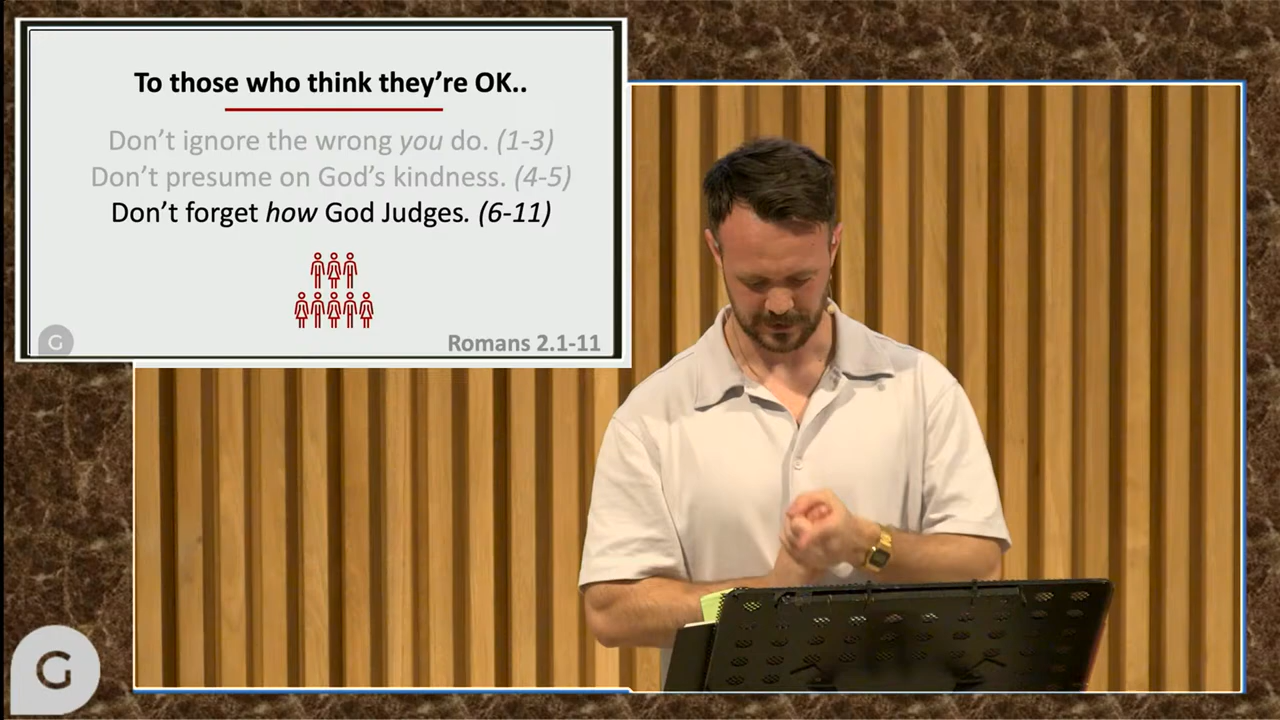 To those who think they're OK..
Don't ignore the wrong you do. (1-3)
Don't presume on God's kindness. (4-5)
Don't forget how God Judges. (6-11)
G
Romans 2.1-11
G